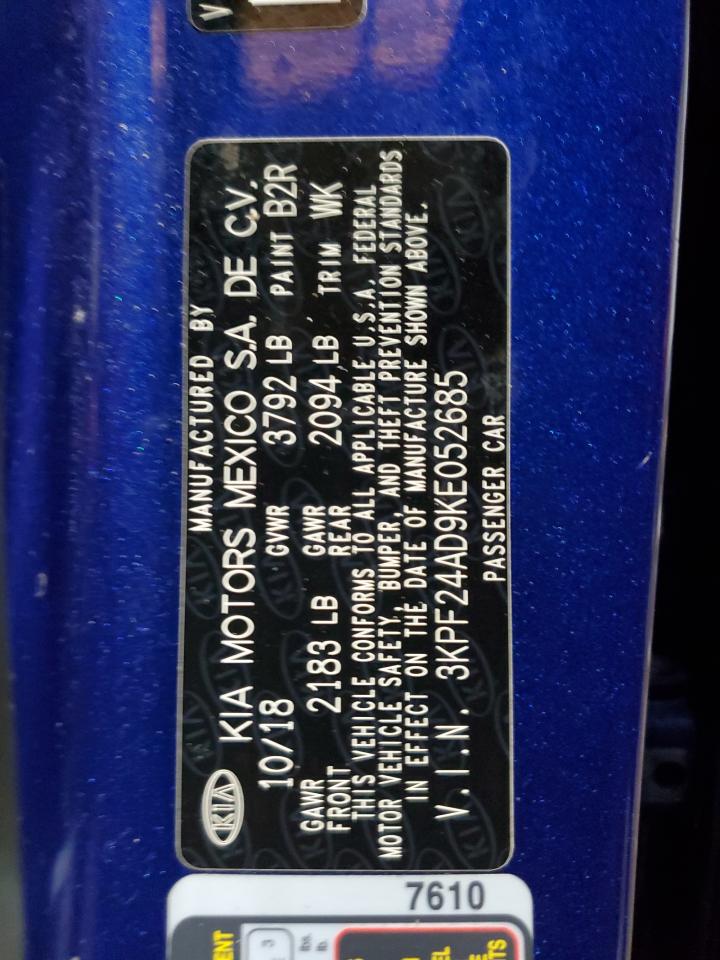 MANUFACTURED BY
KIA
KIA MOTORS MEXICO S.A. DE C.V.
10/18 GVWR 3792 LB PAINT B2R
GAWR FRONT 2183 LB GAWR REAR 2094 LB TRIM WK
THIS VEHICLE CONFORMS TO ALL APPLICABLE U.S.A. FEDERAL
MOTOR VEHICLE SAFETY, BUMPER, AND THEFT PREVENTION STANDARDS
IN EFFECT ON THE DATE OF MANUFACTURE SHOWN ABOVE.
V.I.N. 3KPF24AD9KE052685
PASSENGER CAR
7610